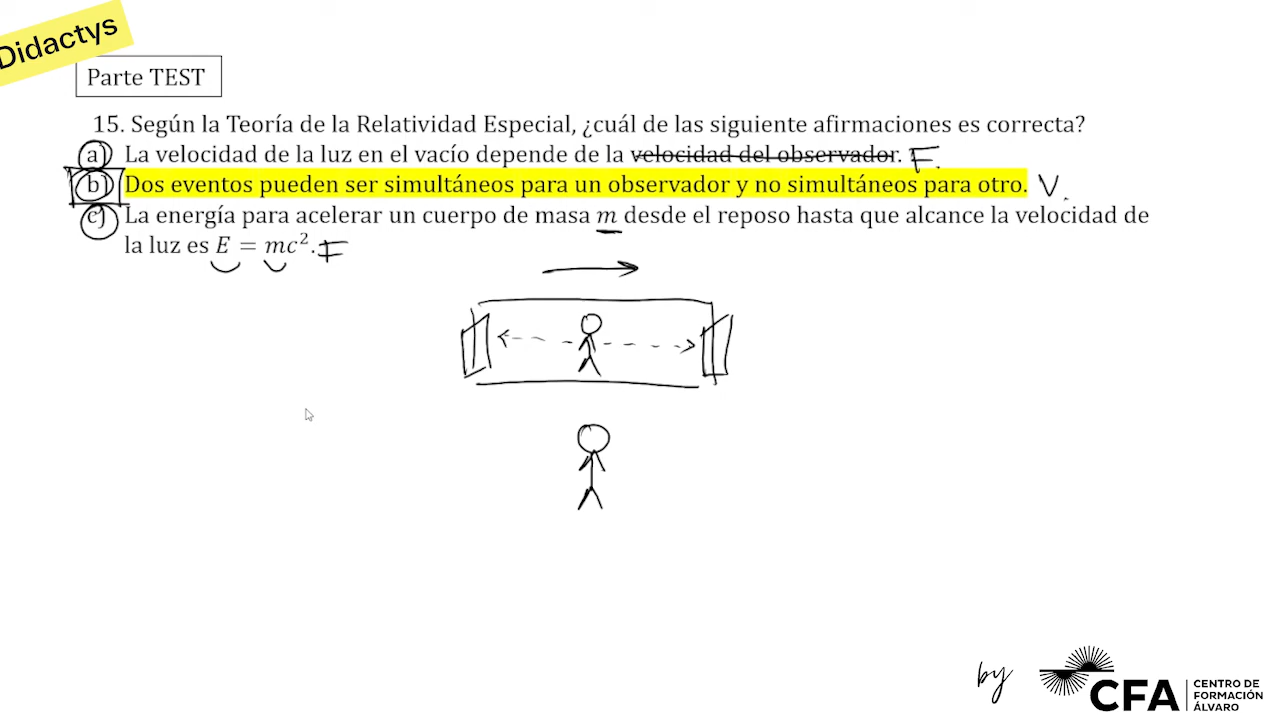 Didactys
Parte TEST
15. Según la Teoría de la Relatividad Especial, ¿cuál de las siguiente afirmaciones es correcta?
a) La velocidad de la luz en el vacío depende de la velocidad del observador. F.
b) Dos eventos pueden ser simultáneos para un observador y no simultáneos para otro. V.
c) La energía para acelerar un cuerpo de masa m desde el reposo hasta que alcance la velocidad de
la luz es E = mc². F
by
CFA
CENTRO DE
FORMACIÓN
ÁLVARO